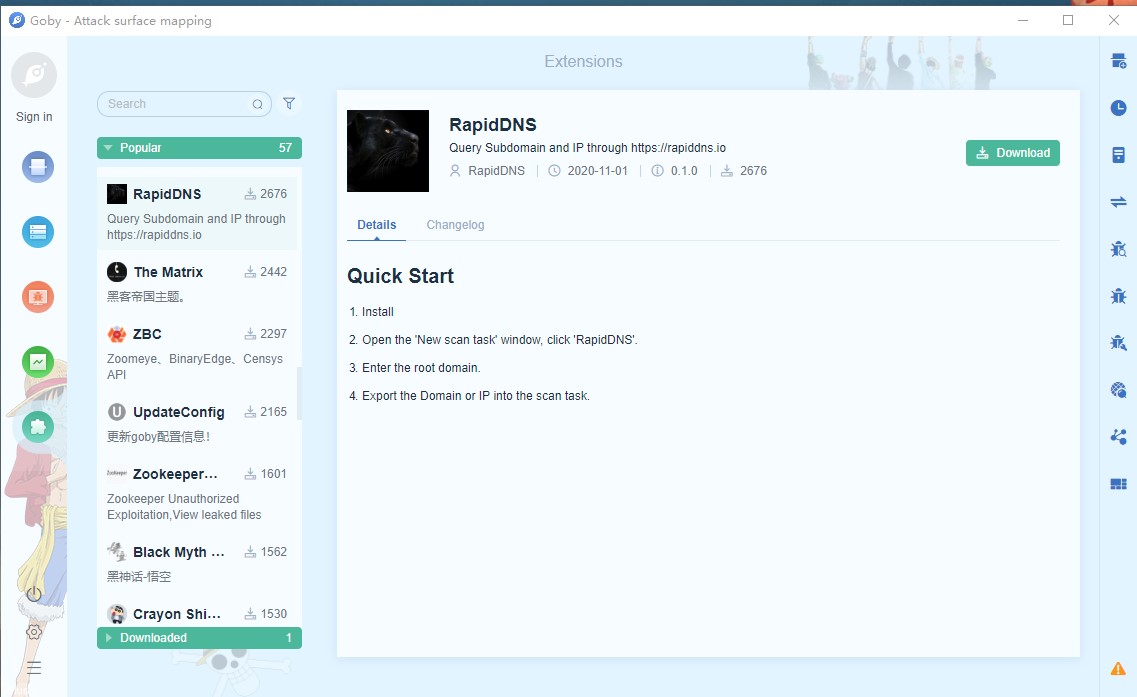 Goby - Attack surface mapping
Extensions
Sign in
Search
Popular 57
RapidDNS 2676
Query Subdomain and IP through
https://rapiddns.io
The Matrix 2442
黑客帝国主题。
ZBC 2297
Zoomeye、BinaryEdge、Censys
API
UpdateConfig 2165
更新goby配置信息！
Zookeeper... 1601
Zookeeper Unauthorized
Exploitation,View leaked files
Black Myth ... 1562
黑神话-悟空
Crayon Shi... 1530
Downloaded 1
RapidDNS
Query Subdomain and IP through https://rapiddns.io
RapidDNS 2020-11-01 0.1.0 2676
Download
Details Changelog
Quick Start
1. Install
2. Open the 'New scan task' window, click 'RapidDNS'.
3. Enter the root domain.
4. Export the Domain or IP into the scan task.